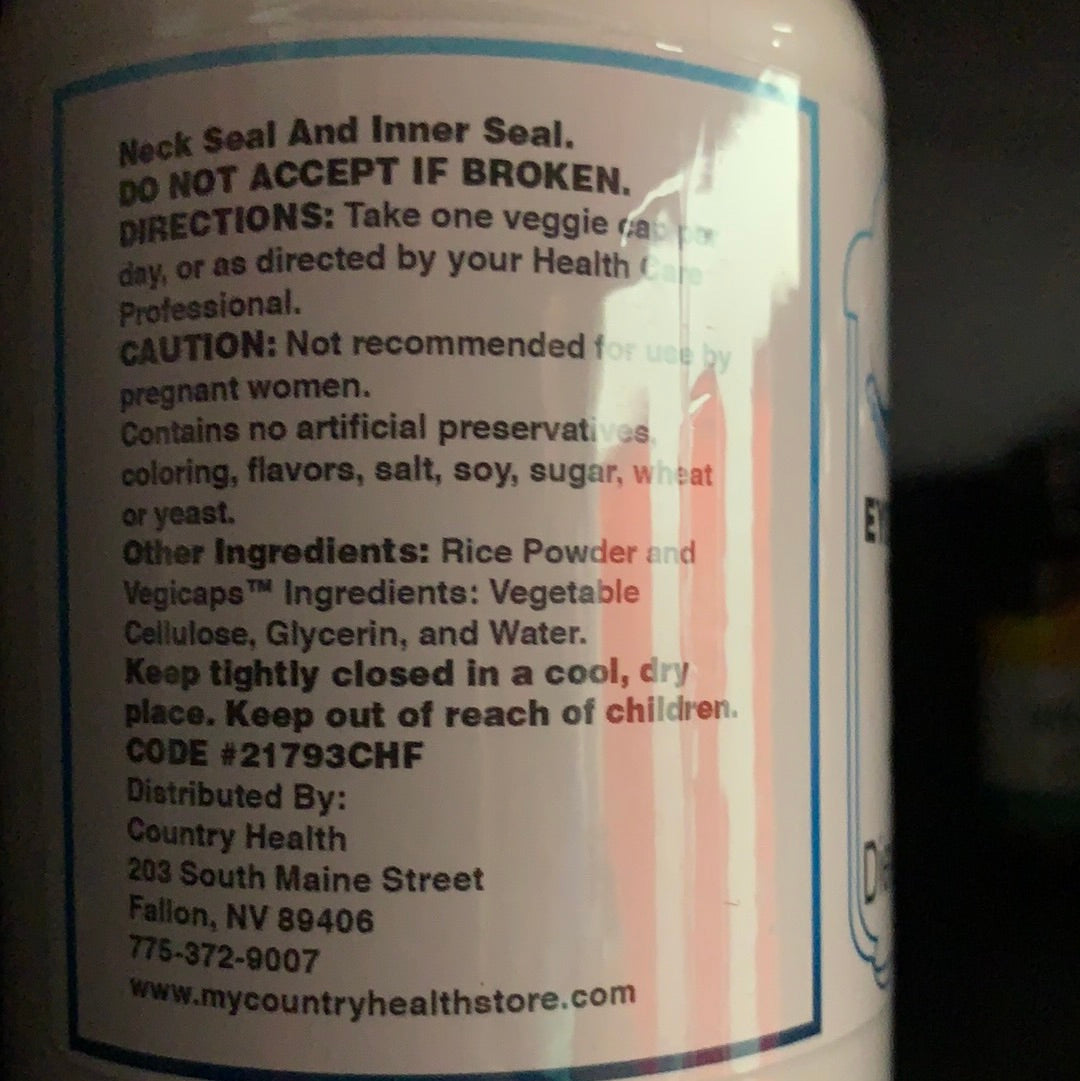 Neck Seal And Inner Seal.
DO NOT ACCEPT IF BROKEN.
DIRECTIONS: Take one veggie cap per
day, or as directed by your Health Care
Professional.
CAUTION: Not recommended for use by
pregnant women.
Contains no artificial preservatives,
coloring, flavors, salt, soy, sugar, wheat
or yeast.
Other Ingredients: Rice Powder and
Vegicaps™ Ingredients: Vegetable
Cellulose, Glycerin, and Water.
Keep tightly closed in a cool, dry
place. Keep out of reach of children.
CODE #21793CHF
Distributed By:
Country Health
203 South Maine Street
Fallon, NV 89406
775-372-9007
www.mycountryhealthstore.com